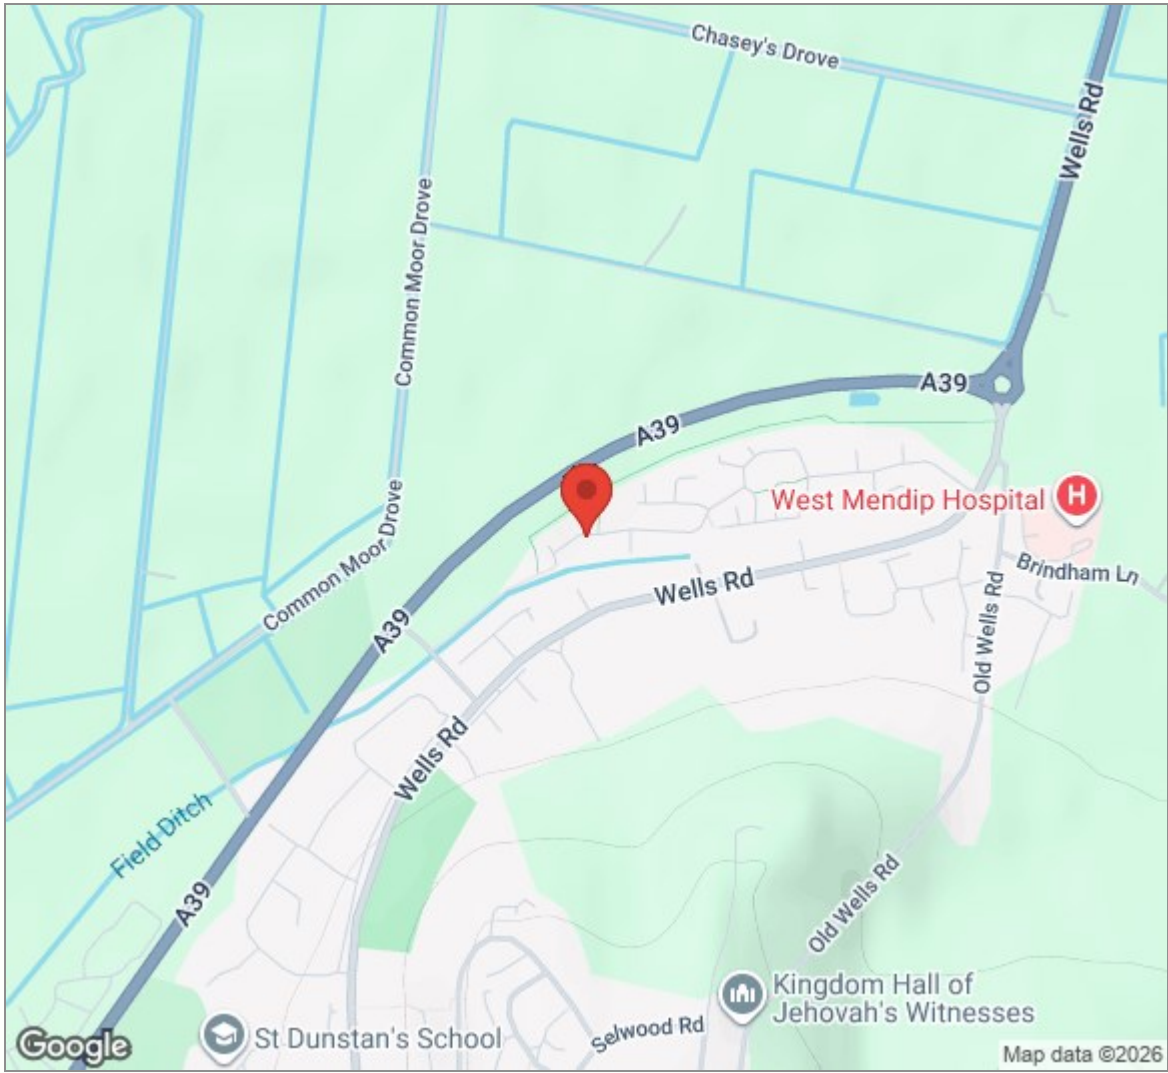 Chasey's Drove
Wells Rd
Common Moor Drove
A39
A39
West Mendip Hospital
H
Common Moor Drove
Wells Rd
Brindham Ln
A39
Old Wells Rd
Wells Rd
Field Ditch
A39
Old Wells Rd
Kingdom Hall of
Jehovah's Witnesses
St Dunstan's School
Selwood Rd
Google
Map data ©2026